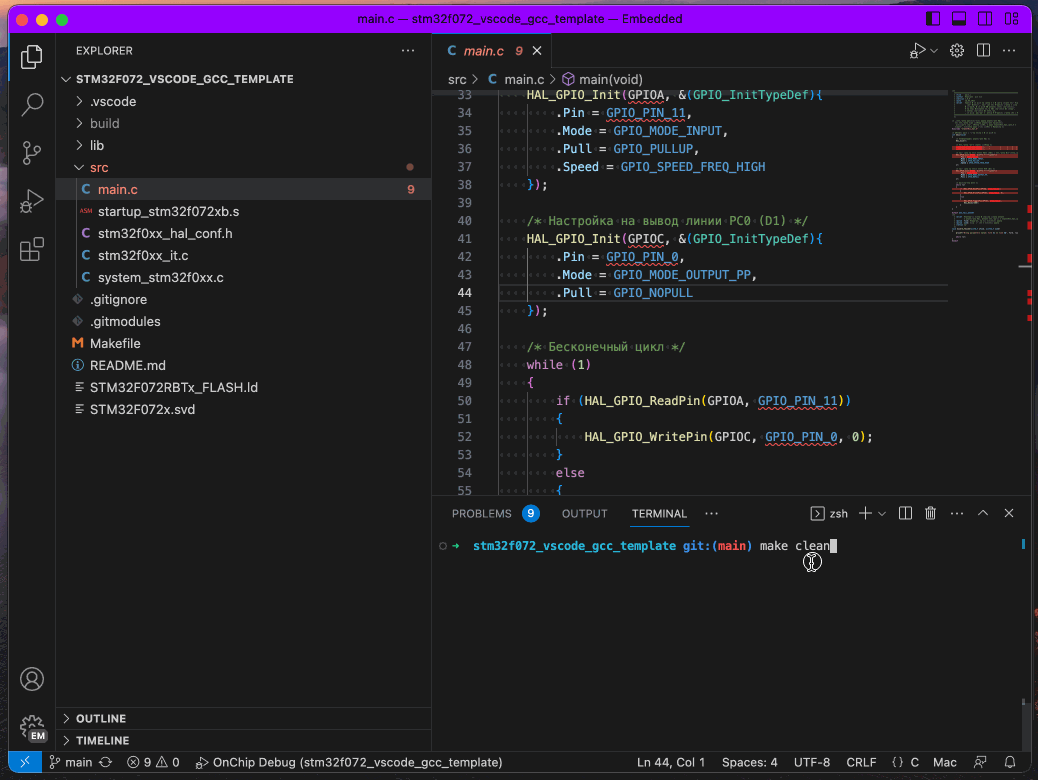 main.c — stm32f072_vscode_gcc_template — Embedded
EXPLORER
STM32F072_VSCODE_GCC_TEMPLATE
.vscode
build
lib
src
C main.c 9
ASM startup_stm32f072xb.s
C stm32f0xx_hal_conf.h
C stm32f0xx_it.c
C system_stm32f0xx.c
.gitignore
.gitmodules
M Makefile
README.md
STM32F072RBTx_FLASH.ld
STM32F072x.svd
OUTLINE
TIMELINE
EM
C main.c 9
src > C main.c > main(void)
33 HAL_GPIO_Init(GPIOA, &(GPIO_InitTypeDef){
34 .Pin = GPIO_PIN_11,
35 .Mode = GPIO_MODE_INPUT,
36 .Pull = GPIO_PULLUP,
37 .Speed = GPIO_SPEED_FREQ_HIGH
38 });
39
40 /* Настройка на вывод линии PC0 (D1) */
41 HAL_GPIO_Init(GPIOC, &(GPIO_InitTypeDef){
42 .Pin = GPIO_PIN_0,
43 .Mode = GPIO_MODE_OUTPUT_PP,
44 .Pull = GPIO_NOPULL
45 });
46
47 /* Бесконечный цикл */
48 while (1)
49 {
50 if (HAL_GPIO_ReadPin(GPIOA, GPIO_PIN_11))
51 {
52 HAL_GPIO_WritePin(GPIOC, GPIO_PIN_0, 0);
53 }
54 else
55 {
PROBLEMS 9 OUTPUT TERMINAL zsh
stm32f072_vscode_gcc_template git:(main) make clean
main 9 0 OnChip Debug (stm32f072_vscode_gcc_template) Ln 44, Col 1 Spaces: 4 UTF-8 CRLF {} C Mac